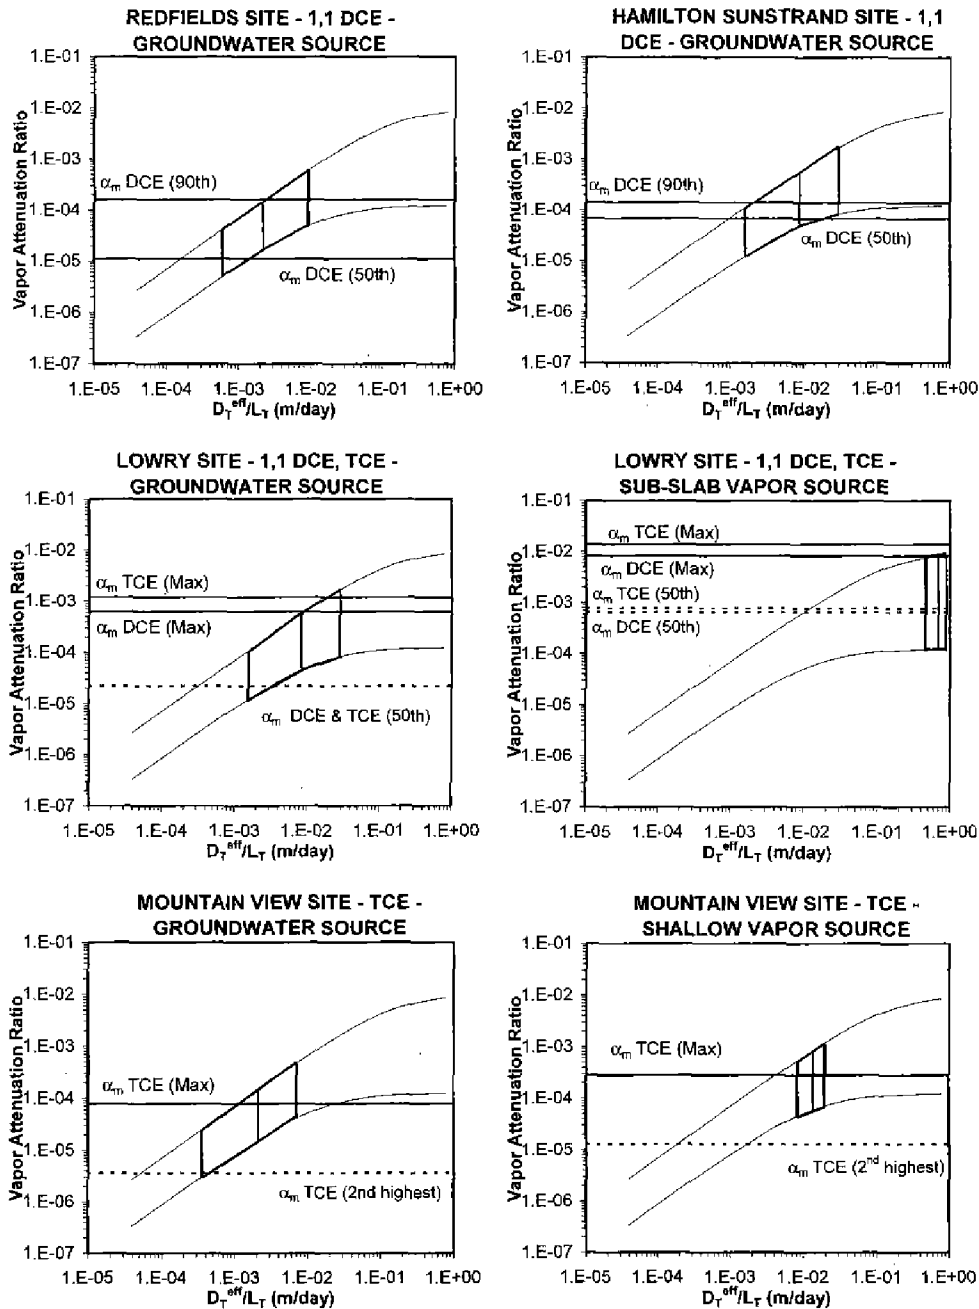 REDFIELDS SITE - 1,1 DCE -
GROUNDWATER SOURCE
1.E-01
1.E-02
1.E-03
1.E-04
1.E-05
1.E-06
1.E-07
Vapor Attenuation Ratio
αm DCE (90th)
αm DCE (50th)
1.E-05 1.E-04 1.E-03 1.E-02 1.E-01 1.E+00
DT^eff/LT (m/day)
HAMILTON SUNSTRAND SITE - 1,1
DCE - GROUNDWATER SOURCE
1.E-01
1.E-02
1.E-03
1.E-04
1.E-05
1.E-06
1.E-07
Vapor Attenuation Ratio
αm DCE (90th)
αm DCE (50th)
1.E-05 1.E-04 1.E-03 1.E-02 1.E-01 1.E+00
DT^eff/LT (m/day)
LOWRY SITE - 1,1 DCE, TCE -
GROUNDWATER SOURCE
1.E-01
1.E-02
1.E-03
1.E-04
1.E-05
1.E-06
1.E-07
Vapor Attenuation Ratio
αm TCE (Max)
αm DCE (Max)
αm DCE & TCE (50th)
1.E-05 1.E-04 1.E-03 1.E-02 1.E-01 1.E+00
DT^eff/LT (m/day)
LOWRY SITE - 1,1 DCE, TCE -
SUB-SLAB VAPOR SOURCE
1.E-01
1.E-02
1.E-03
1.E-04
1.E-05
1.E-06
1.E-07
Vapor Attenuation Ratio
αm TCE (Max)
αm DCE (Max)
αm TCE (50th)
αm DCE (50th)
1.E-05 1.E-04 1.E-03 1.E-02 1.E-01 1.E+00
DT^eff/LT (m/day)
MOUNTAIN VIEW SITE - TCE -
GROUNDWATER SOURCE
1.E-01
1.E-02
1.E-03
1.E-04
1.E-05
1.E-06
1.E-07
Vapor Attenuation Ratio
αm TCE (Max)
αm TCE (2nd highest)
1.E-05 1.E-04 1.E-03 1.E-02 1.E-01 1.E+00
DT^eff/LT (m/day)
MOUNTAIN VIEW SITE - TCE -
SHALLOW VAPOR SOURCE
1.E-01
1.E-02
1.E-03
1.E-04
1.E-05
1.E-06
1.E-07
Vapor Attenuation Ratio
αm TCE (Max)
αm TCE (2nd highest)
1.E-05 1.E-04 1.E-03 1.E-02 1.E-01 1.E+00
DT^eff/LT (m/day)